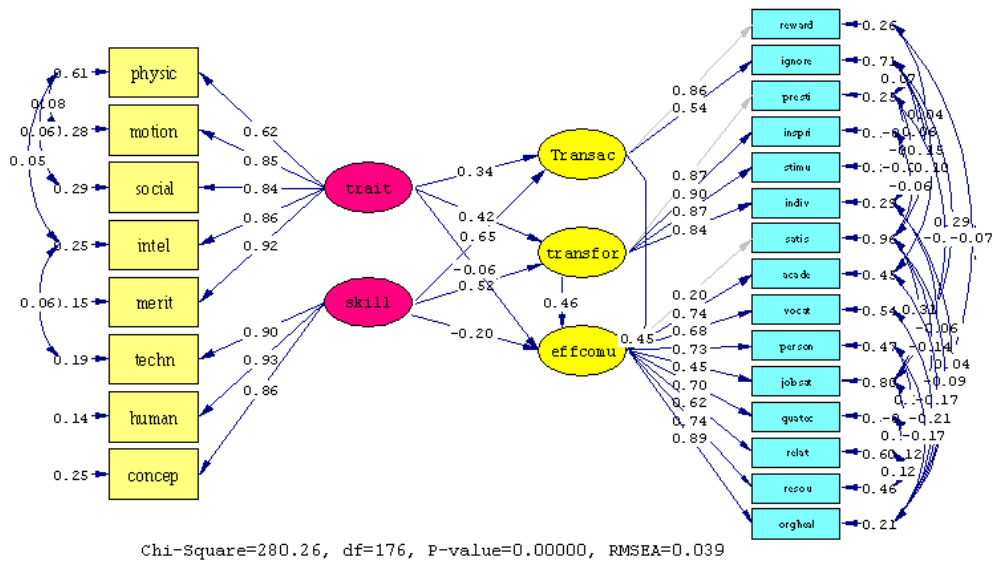 reward
0.26
ignore
0.71
0.07
physic
0.61
presti
0.25
0.86
0.54
0.08
0.04
motion
0.06
.28
0.62
inspri
0.06
0.15
Transac
0.85
stimu
0.10
0.05
0.34
0.87
social
0.29
0.84
trait
0.90
-0.06
indiv
0.29
0.86
0.87
0.42
0.84
0.29
intel
0.25
0.92
0.65
satis
0.96
-0.07
transfor
-0.06
acade
0.45
0.52
0.20
merit
0.06
.15
skill
0.46
0.74
vocat
0.54
0.31
0.90
0.68
-0.06
-0.20
0.45
person
0.47
techn
0.19
0.93
effcomu
0.73
-0.14
0.04
0.86
0.45
jobsat
0.80
-0.09
0.70
-0.17
human
0.14
0.62
quatec
-0.21
0.74
-0.17
0.89
relat
0.60
0.12
0.12
concep
0.25
resou
0.46
orgheal
0.21
Chi-Square=280.26, df=176, P-value=0.00000, RMSEA=0.039